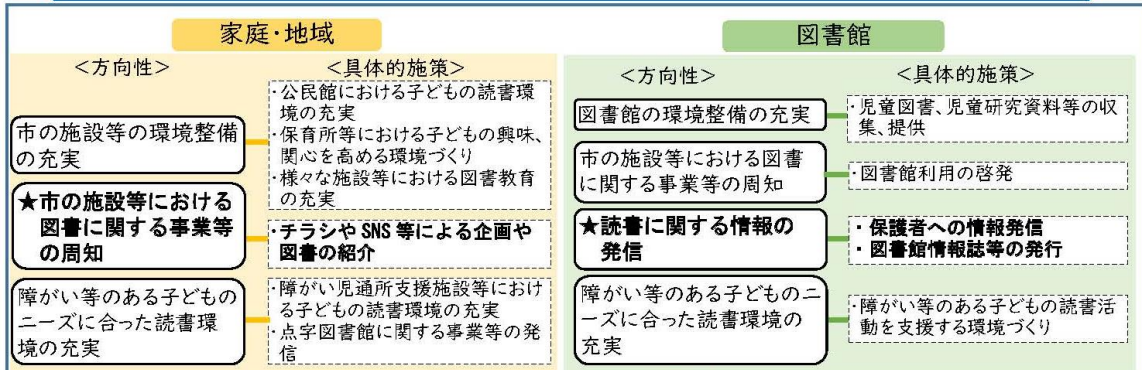 家庭・地域
<方向性>
<具体的施策>
市の施設等の環境整備
の充実
・公民館における子どもの読書環
境の充実
・保育所等における子どもの興味、
関心を高める環境づくり
・様々な施設等における図書教育
の充実
★市の施設等における
図書に関する事業等
の周知
・チラシや SNS 等による企画や
図書の紹介
障がい等のある子どもの
ニーズに合った読書環
境の充実
・障がい児通所支援施設等におけ
る子どもの読書環境の充実
・点字図書館に関する事業等の発
信
図書館
<方向性>
<具体的施策>
図書館の環境整備の充実
・児童図書、児童研究資料等の収
集、提供
市の施設等における図書
に関する事業等の周知
・図書館利用の啓発
★読書に関する情報の
発信
・保護者への情報発信
・図書館情報誌等の発行
障がい等のある子どものニ
ーズに合った読書環境の
充実
・障がい等のある子どもの読書活
動を支援する環境づくり